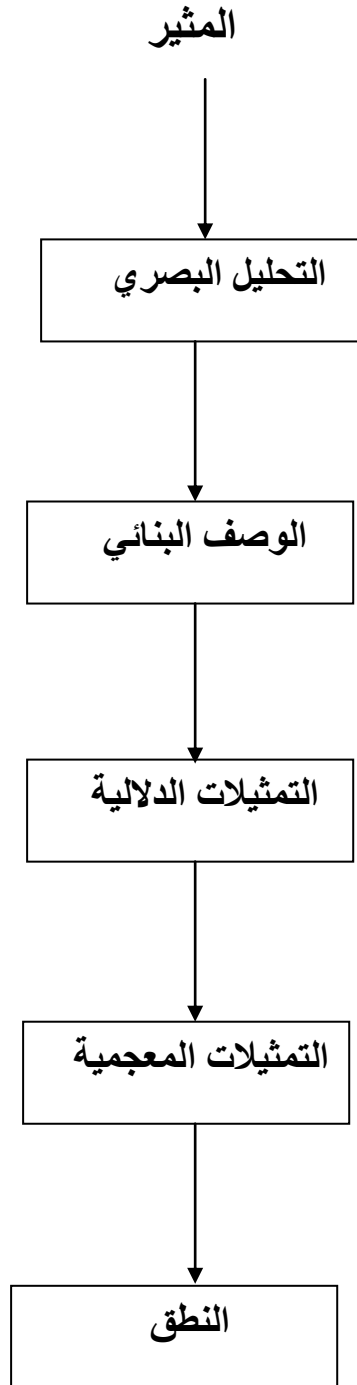 المثير
التحليل البصري
الوصف البنائي
التمثيلات الدلالية
التمثيلات المعجمية
النطق